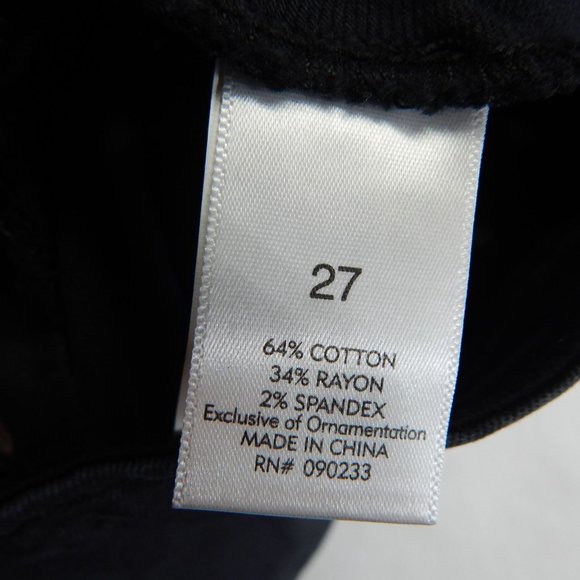 27
64% COTTON
34% RAYON
2% SPANDEX
Exclusive of Ornamentation
MADE IN CHINA
RN# 090233